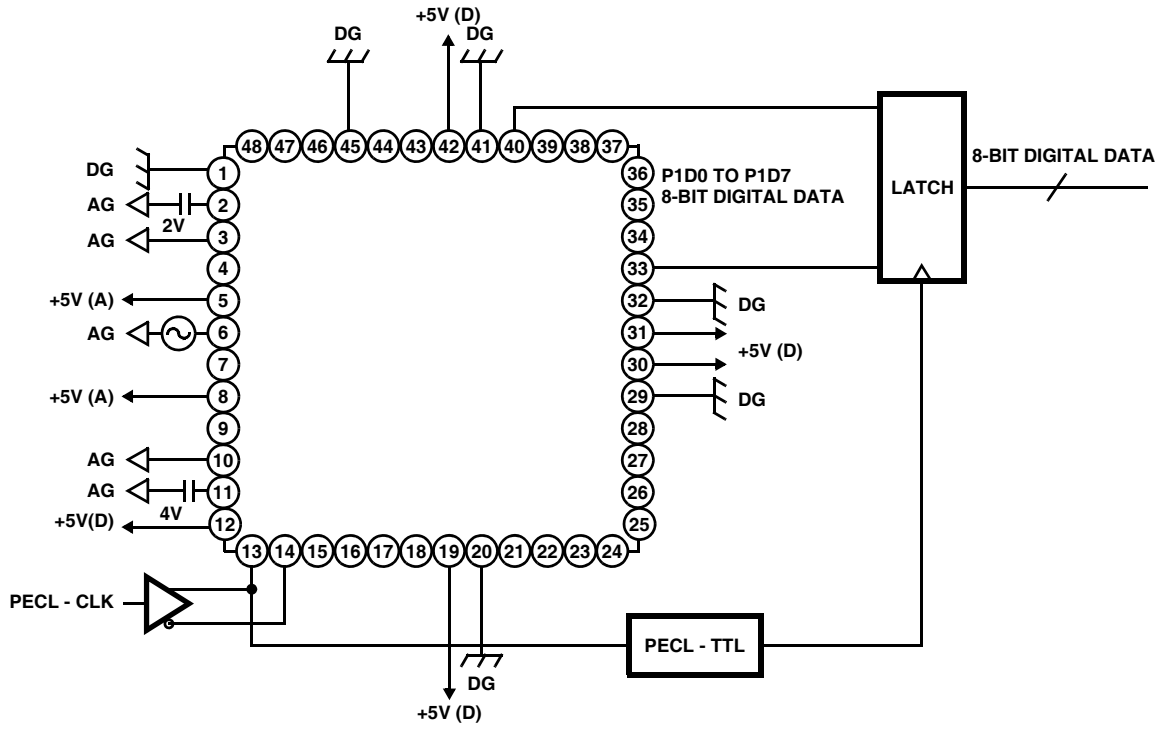 +5V (D)
DG
DG
48 47 46 45 44 43 42 41 40 39 38 37
DG
1
AG
2
2V
AG
3
4
+5V (A)
5
AG
6
7
+5V (A)
8
9
AG
10
AG
11
4V
+5V(D)
12
36
P1D0 TO P1D7
8-BIT DIGITAL DATA
35
34
33
32
DG
31
+5V (D)
30
29
DG
28
27
26
25
LATCH
8-BIT DIGITAL DATA
13 14 15 16 17 18 19 20 21 22 23 24
PECL - CLK
PECL - TTL
DG
+5V (D)